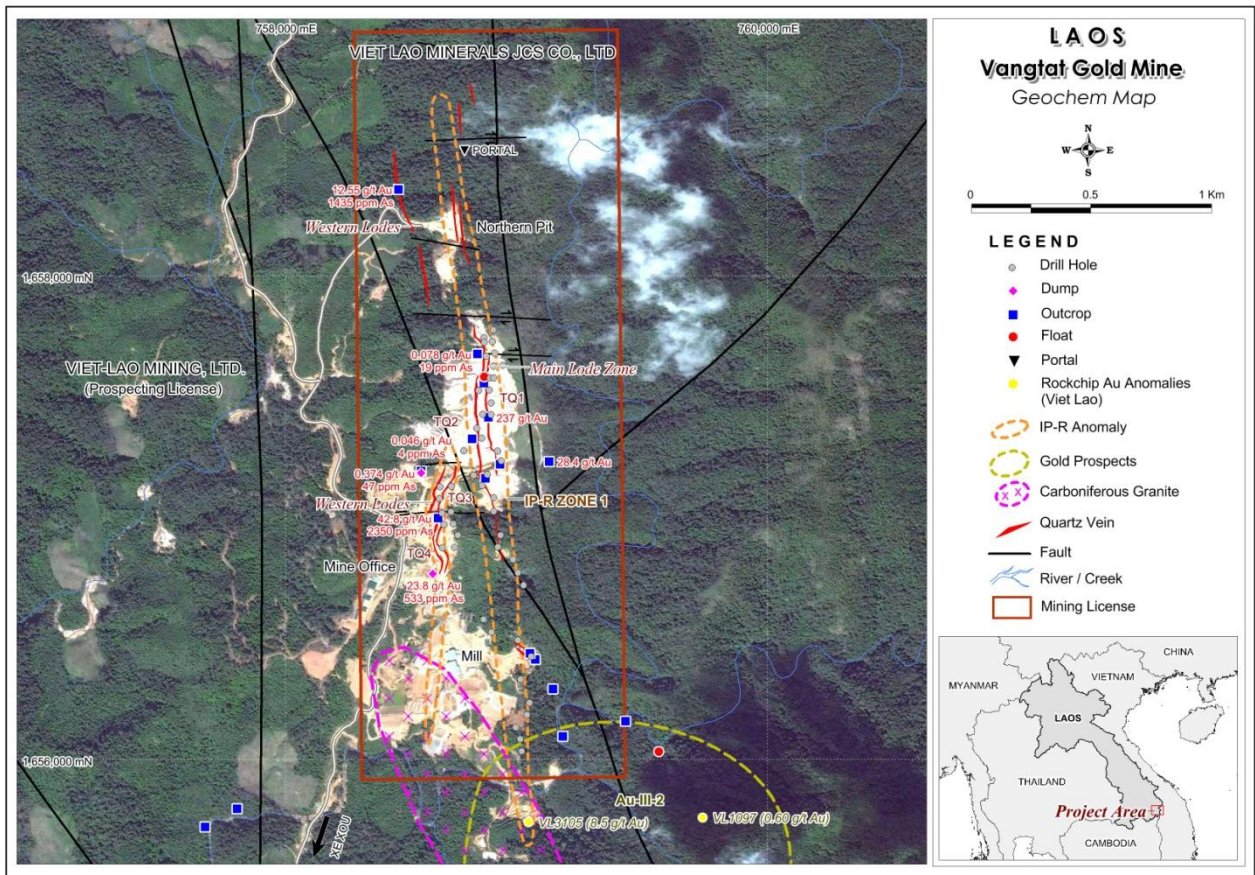 758,000 mE
760,000 mE
VIET LAO MINERALS JCS CO., LTD
PORTAL
12.55 g/t Au
1435 ppm As
Western Lodes
Northern Pit
1,658,000 mN
VIET-LAO MINING, LTD.
(Prospecting License)
0.078 g/t Au
19 ppm As
Main Lode Zone
TQ1
TQ2
237 g/t Au
0.046 g/t Au
4 ppm As
28.4 g/t Au
0.374 g/t Au
47 ppm As
TQ3
Western Lodes
IP-R ZONE 1
42.8 g/t Au
2350 ppm As
TQ4
Mine Office
23.8 g/t Au
533 ppm As
Mill
1,656,000 mN
Au-III-2
VL3105 (8.5 g/t Au)
VL1097 (0.60 g/t Au)
XE XOU
LAOS
Vangtat Gold Mine
Geochem Map
N
W E
S
0 0.5 1 Km
LEGEND
Drill Hole
Dump
Outcrop
Float
Portal
Rockchip Au Anomalies
(Viet Lao)
IP-R Anomaly
Gold Prospects
X X
Carboniferous Granite
Quartz Vein
Fault
River / Creek
Mining License
CHINA
MYANMAR
VIETNAM
LAOS
THAILAND
Project Area
CAMBODIA